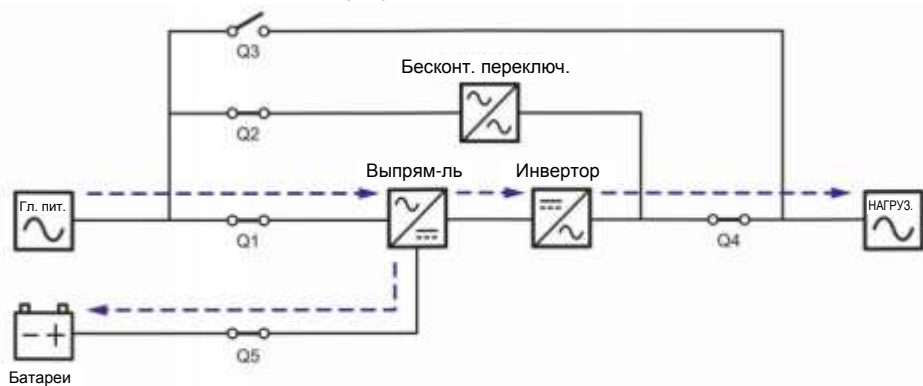 Q3
Бесконт. переключ.
Q2
Выпрям-ль
Инвертор
Гл. пит.
НАГРУЗ.
Q1
Q4
Q5
Батареи